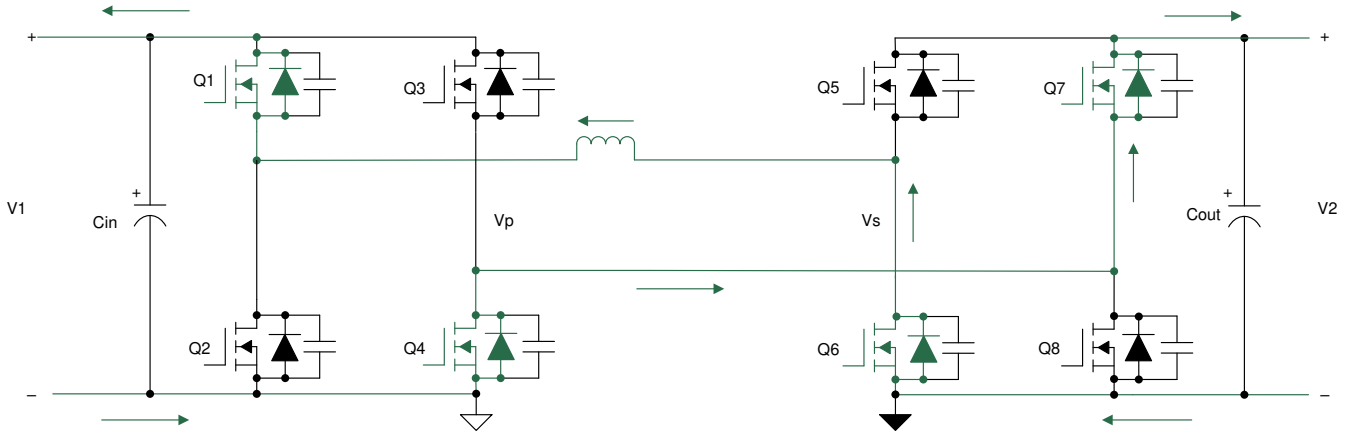 +
+
Q1
Q3
Q5
Q7
+
+
V1
Cin
Vp
Vs
Cout
V2
Q2
Q4
Q6
Q8
–
–